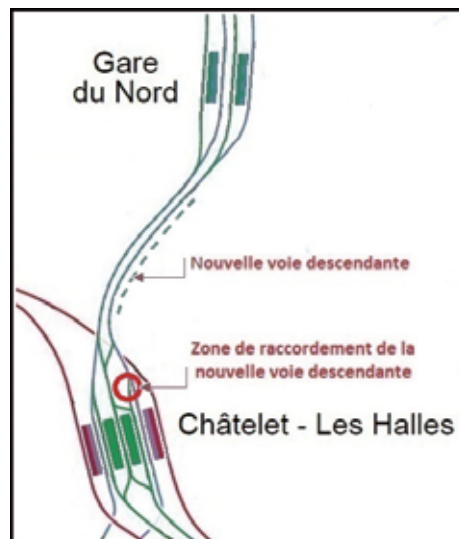 Gare
du Nord
Nouvelle voie descendante
Zone de raccordement de la
nouvelle voie descendante
Châtelet - Les Halles